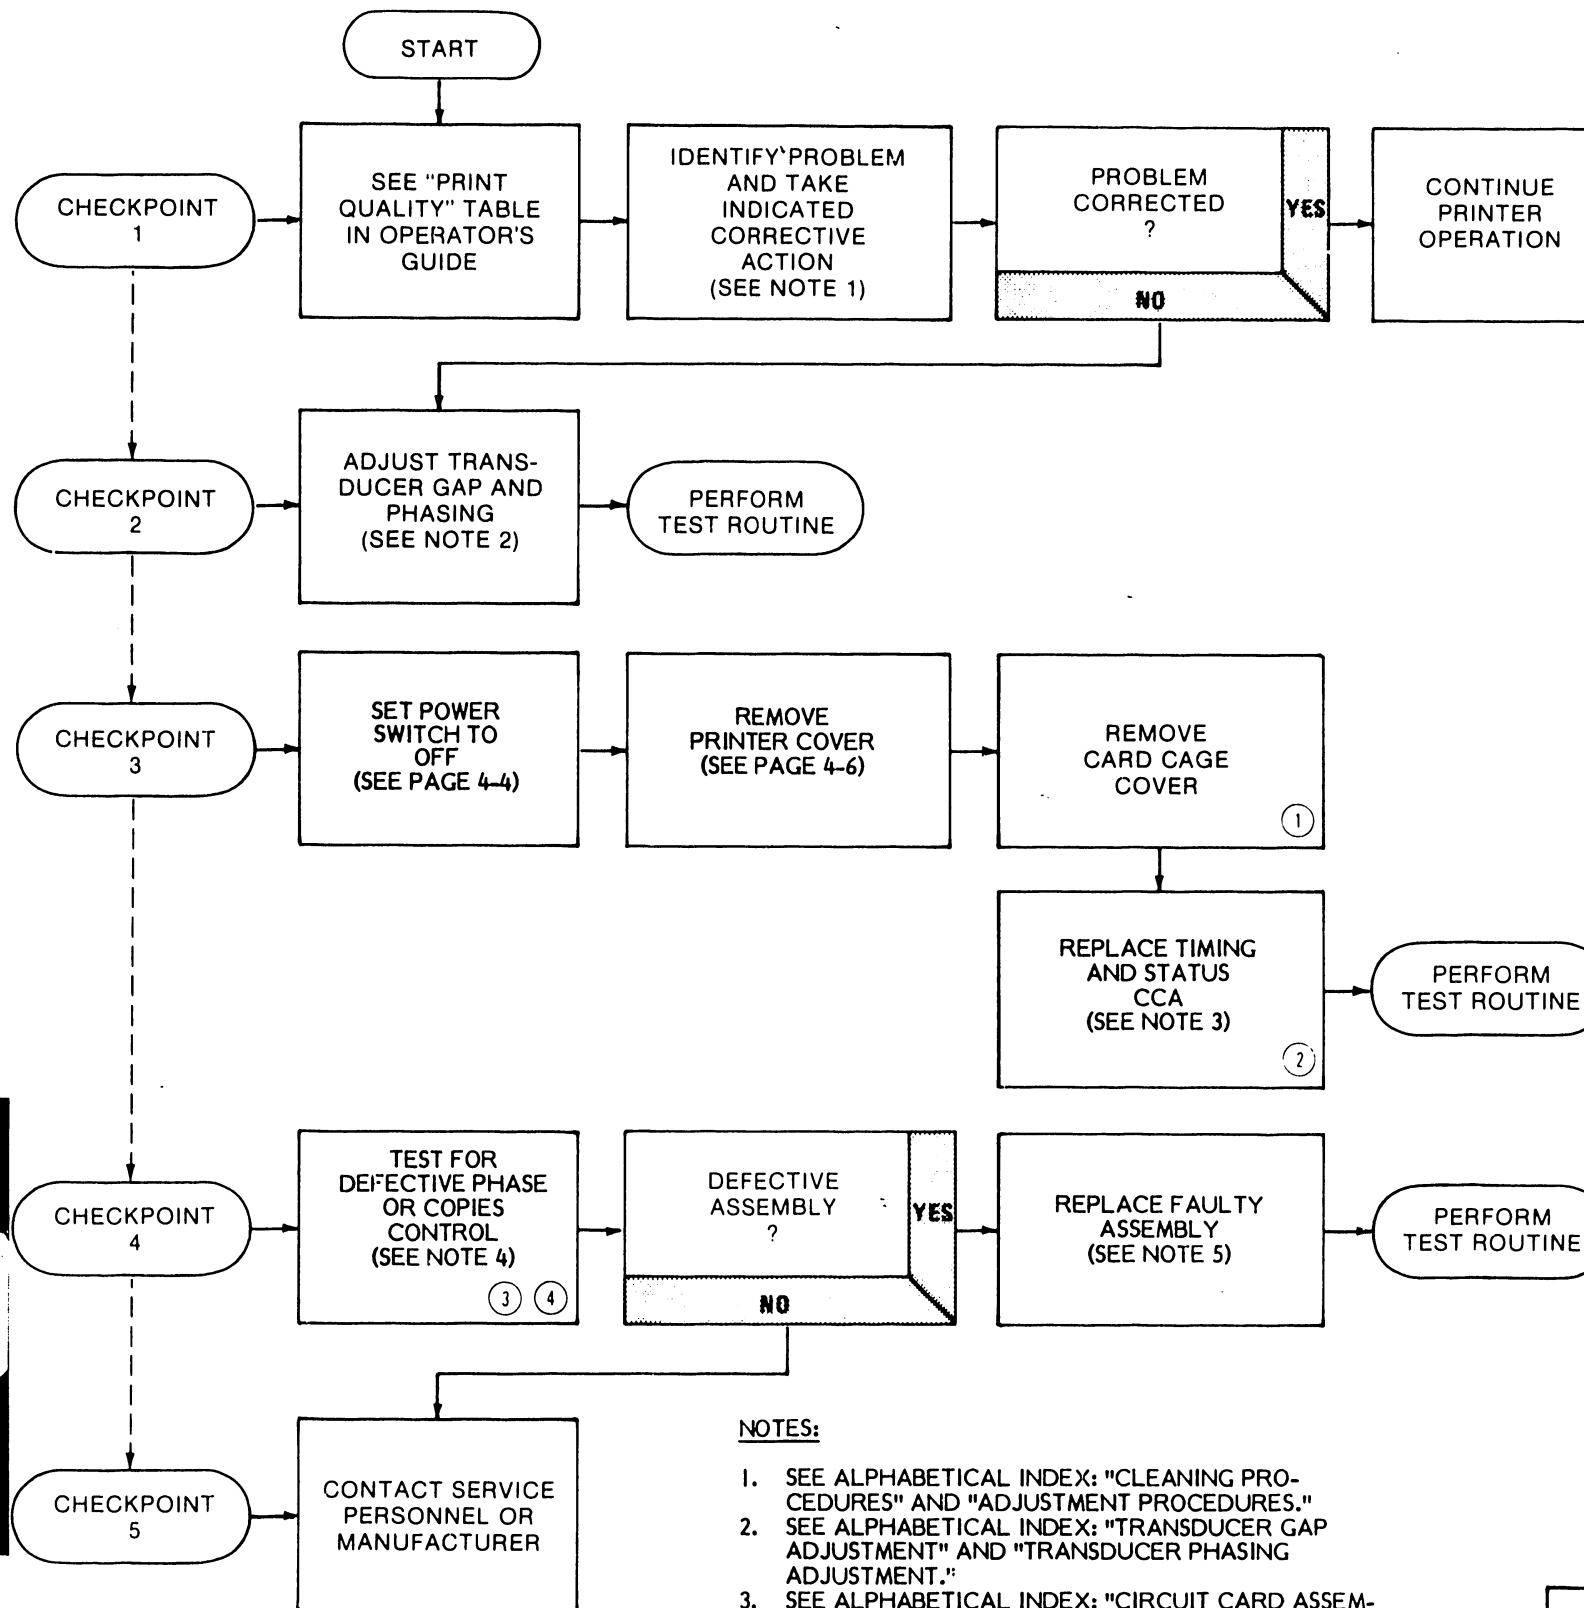 START
CHECKPOINT
1
SEE "PRINT
QUALITY" TABLE
IN OPERATOR'S
GUIDE
IDENTIFY PROBLEM
AND TAKE
INDICATED
CORRECTIVE
ACTION
(SEE NOTE 1)
PROBLEM
CORRECTED
?
YES
NO
CONTINUE
PRINTER
OPERATION
CHECKPOINT
2
ADJUST TRANS-
DUCER GAP AND
PHASING
(SEE NOTE 2)
PERFORM
TEST ROUTINE
CHECKPOINT
3
SET POWER
SWITCH TO
OFF
(SEE PAGE 4-4)
REMOVE
PRINTER COVER
(SEE PAGE 4-6)
REMOVE
CARD CAGE
COVER
1
REPLACE TIMING
AND STATUS
CCA
(SEE NOTE 3)
2
PERFORM
TEST ROUTINE
CHECKPOINT
4
TEST FOR
DEFECTIVE PHASE
OR COPIES
CONTROL
(SEE NOTE 4)
3 4
DEFECTIVE
ASSEMBLY
?
YES
NO
REPLACE FAULTY
ASSEMBLY
(SEE NOTE 5)
PERFORM
TEST ROUTINE
CHECKPOINT
5
CONTACT SERVICE
PERSONNEL OR
MANUFACTURER
NOTES:
1. SEE ALPHABETICAL INDEX: "CLEANING PRO-
CEDURES" AND "ADJUSTMENT PROCEDURES."
2. SEE ALPHABETICAL INDEX: "TRANSDUCER GAP
ADJUSTMENT" AND "TRANSDUCER PHASING
ADJUSTMENT."
3. SEE ALPHABETICAL INDEX: "CIRCUIT CARD ASSEM-